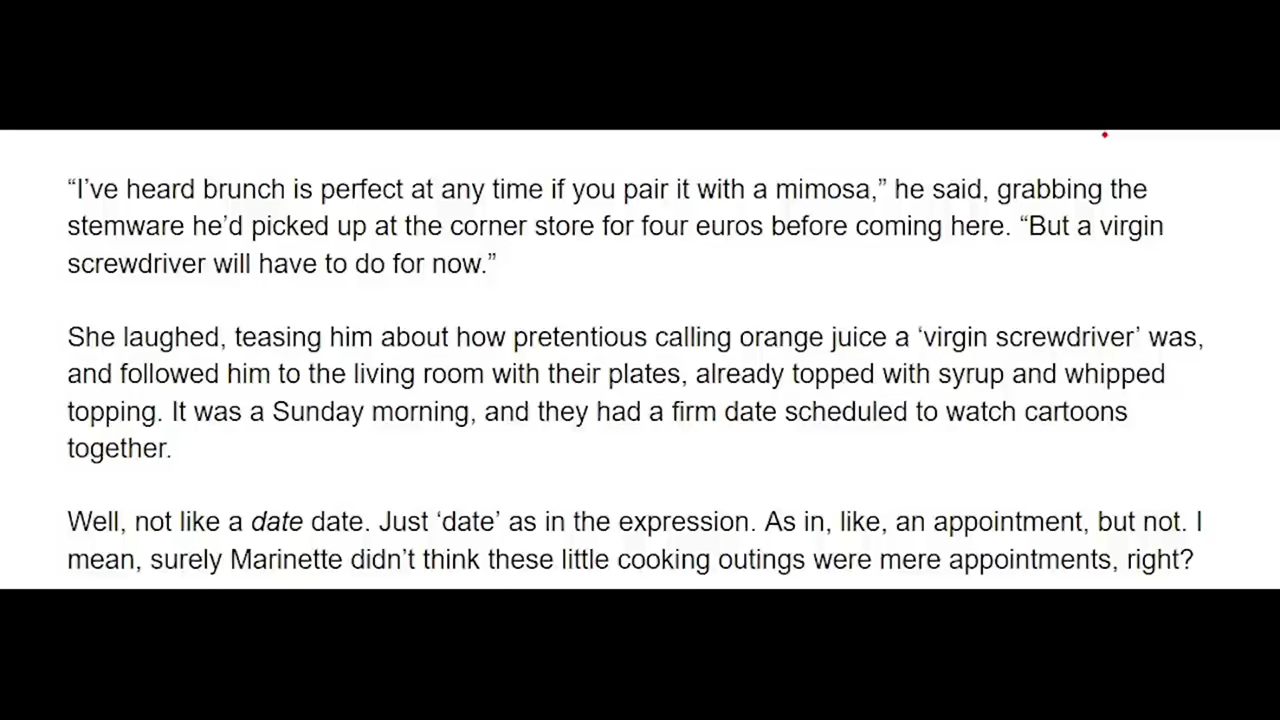 “I’ve heard brunch is perfect at any time if you pair it with a mimosa,” he said, grabbing the
stemware he’d picked up at the corner store for four euros before coming here. “But a virgin
screwdriver will have to do for now.”
She laughed, teasing him about how pretentious calling orange juice a ‘virgin screwdriver’ was,
and followed him to the living room with their plates, already topped with syrup and whipped
topping. It was a Sunday morning, and they had a firm date scheduled to watch cartoons
together.
Well, not like a date date. Just ‘date’ as in the expression. As in, like, an appointment, but not. I
mean, surely Marinette didn’t think these little cooking outings were mere appointments, right?